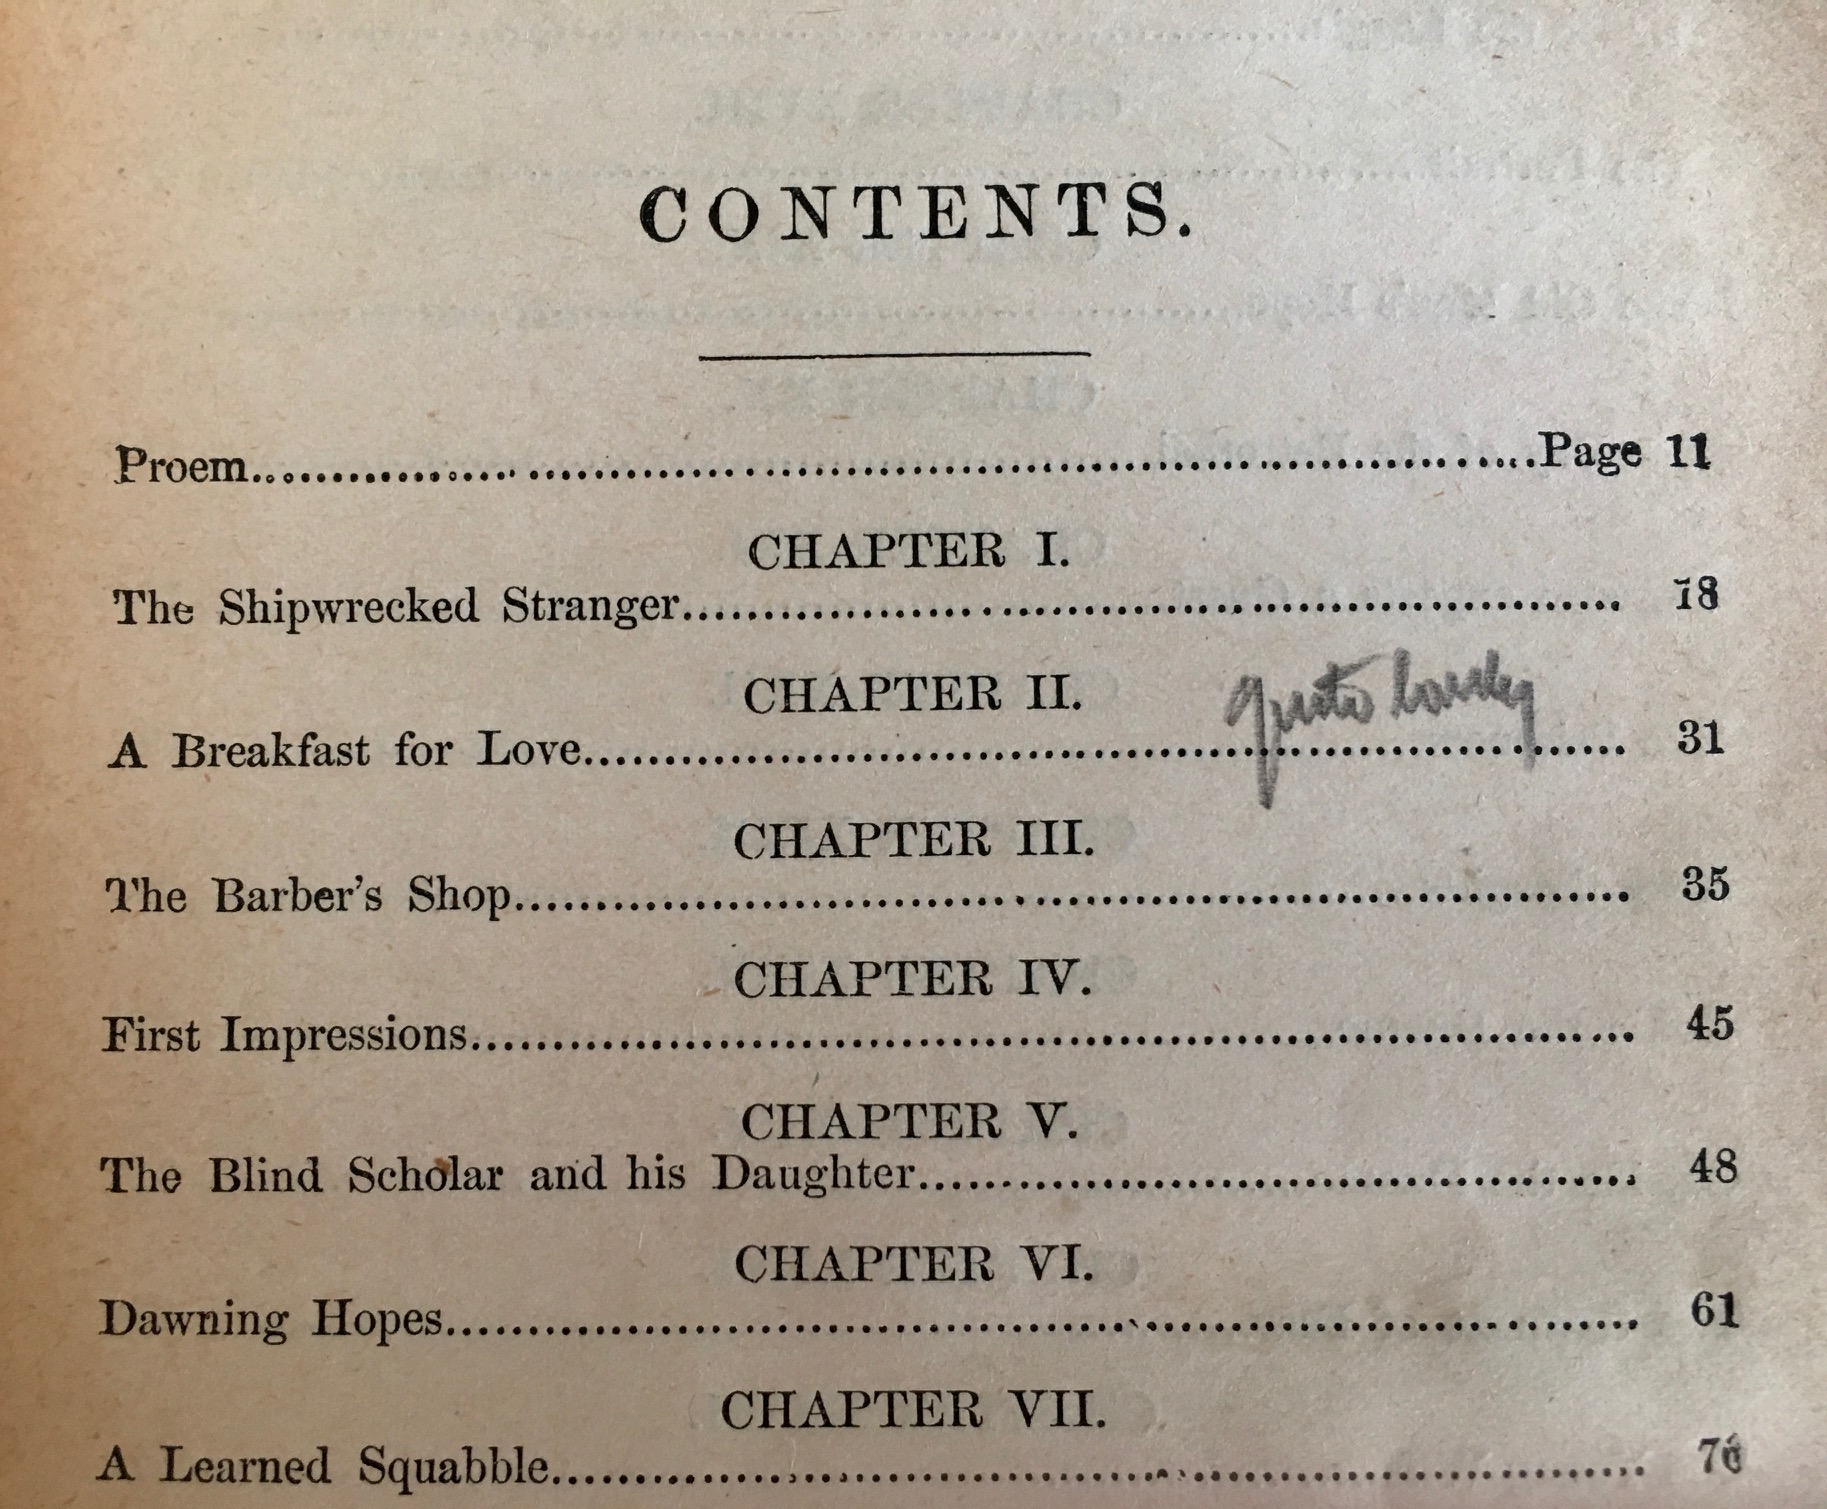 CONTENTS.
Proem..................................................Page 11
CHAPTER I.
The Shipwrecked Stranger.................................................. 18
CHAPTER II.
quite
A Breakfast for Love.................................................. 31
CHAPTER III.
The Barber's Shop.................................................. 35
CHAPTER IV.
First Impressions.................................................. 45
CHAPTER V.
The Blind Scholar and his Daughter.................................................. 48
CHAPTER VI.
Dawning Hopes.................................................. 61
CHAPTER VII.
A Learned Squabble..................................................